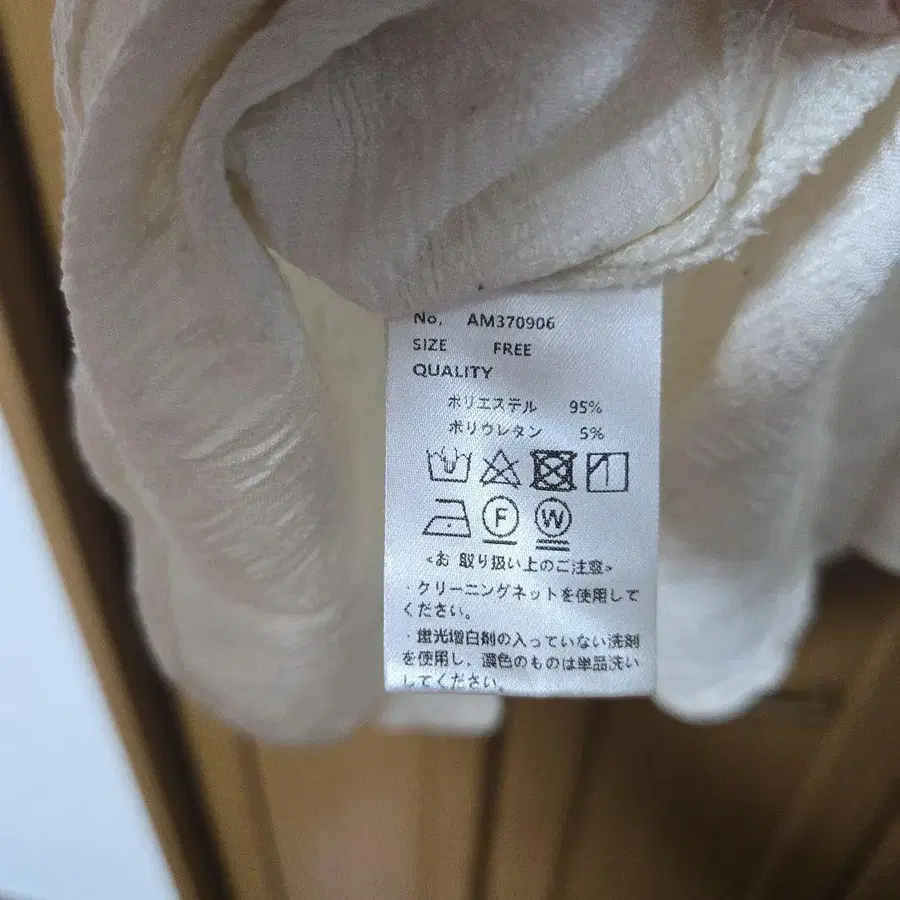 No, AM370906
SIZE FREE
QUALITY
ポリエステル 95%
ポリウレタン 5%
F W
<お 取り扱い上のご注意>
・クリーニングネットを使用して
ください。
・蛍光増白剤の入っていない洗剤
を使用し、濃色のものは単品洗い
してください。